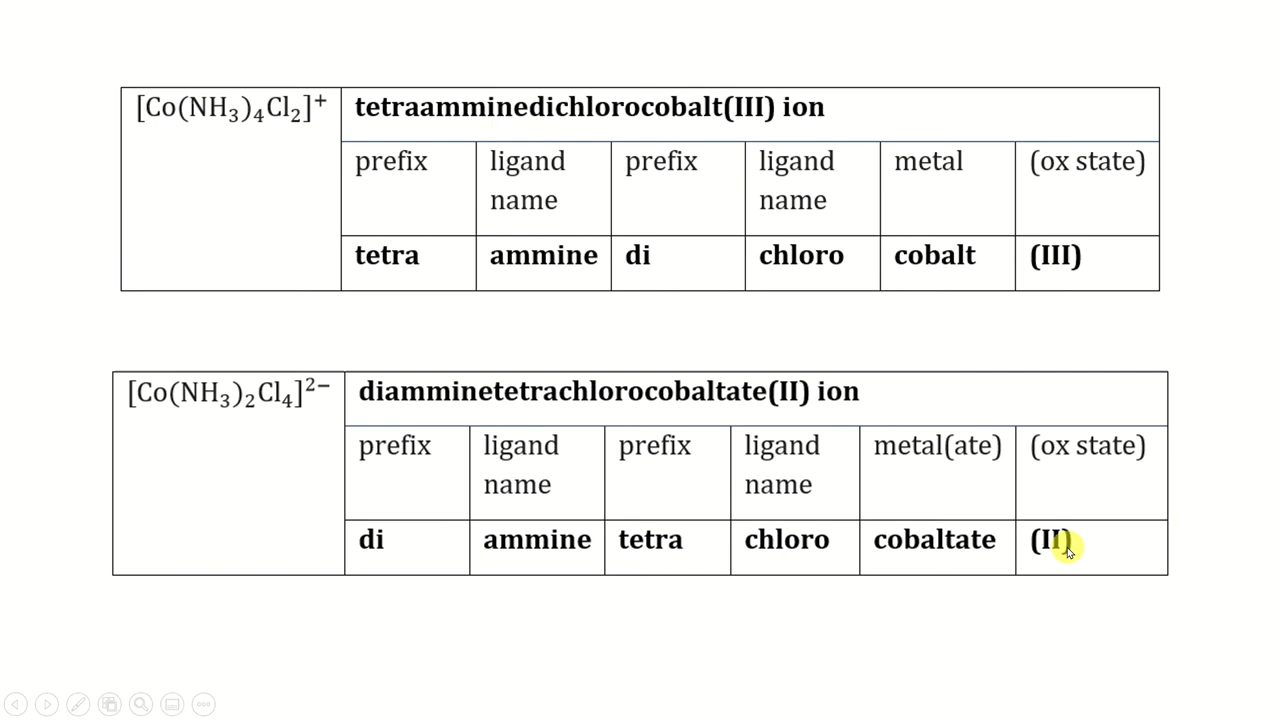 [Co(NH₃)₄Cl₂]⁺
tetraamminedichlorocobalt(III) ion
prefix ligand name prefix ligand name metal (ox state)
tetra ammine di chloro cobalt (III)
[Co(NH₃)₂Cl₄]²⁻
diamminetetrachlorocobaltate(II) ion
prefix ligand name prefix ligand name metal(ate) (ox state)
di ammine tetra chloro cobaltate (II)